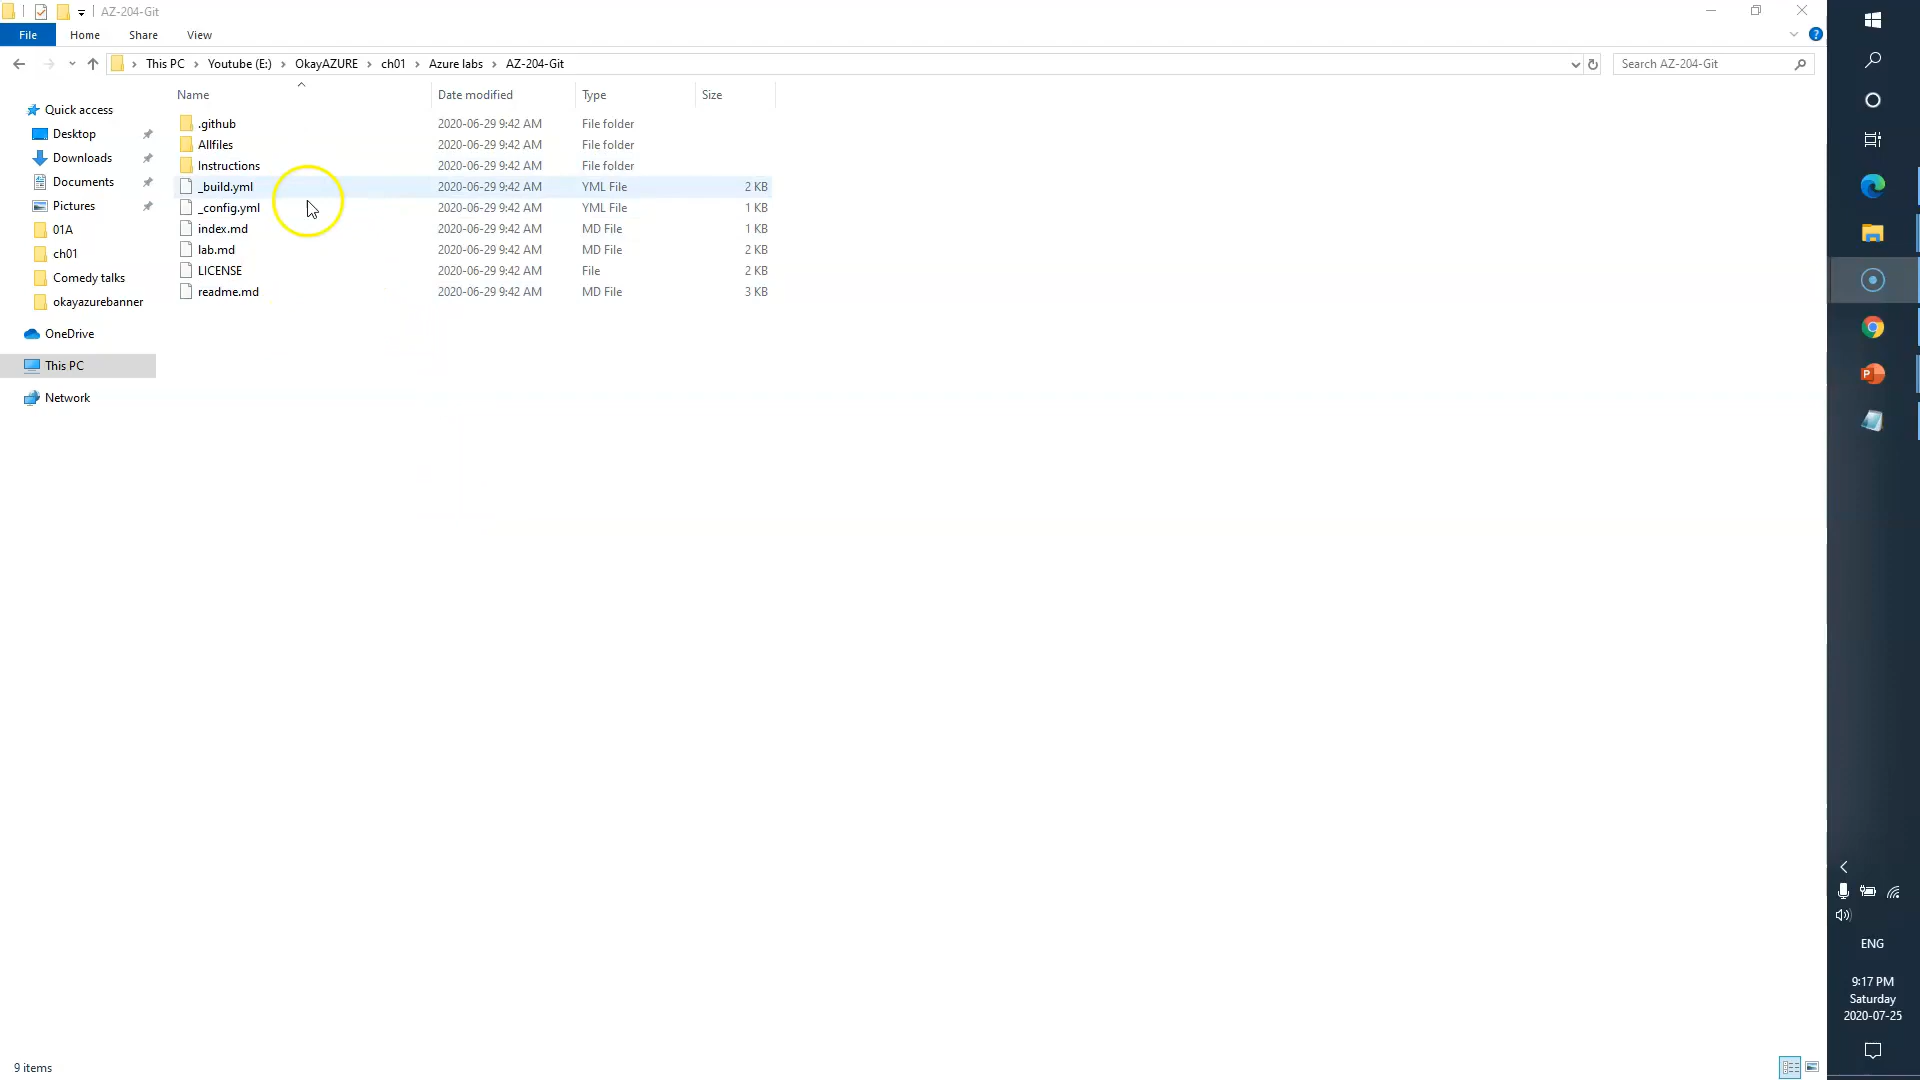 AZ-204-Git
File Home Share View
This PC Youtube (E:) OkayAZURE ch01 Azure labs AZ-204-Git Search AZ-204-Git
Name Date modified Type Size
.github 2020-06-29 9:42 AM File folder
Allfiles 2020-06-29 9:42 AM File folder
Instructions 2020-06-29 9:42 AM File folder
_build.yml 2020-06-29 9:42 AM YML File 2 KB
_config.yml 2020-06-29 9:42 AM YML File 1 KB
index.md 2020-06-29 9:42 AM MD File 1 KB
lab.md 2020-06-29 9:42 AM MD File 2 KB
LICENSE 2020-06-29 9:42 AM File 2 KB
readme.md 2020-06-29 9:42 AM MD File 3 KB
Quick access
Desktop
Downloads
Documents
Pictures
01A
ch01
Comedy talks
okayazurebanner
OneDrive
This PC
Network
9 items
ENG
9:17 PM
Saturday
2020-07-25